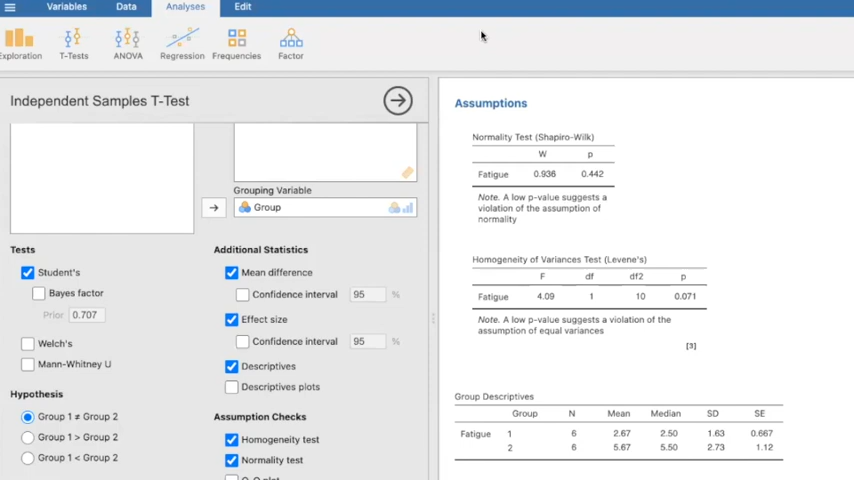 Variables Data Analyses Edit
Exploration T-Tests ANOVA Regression Frequencies Factor
Independent Samples T-Test
Grouping Variable
Group
Tests
Student's
Bayes factor
Prior 0.707
Welch's
Mann-Whitney U
Hypothesis
Group 1 ≠ Group 2
Group 1 > Group 2
Group 1 < Group 2
Additional Statistics
Mean difference
Confidence interval 95 %
Effect size
Confidence interval 95 %
Descriptives
Descriptives plots
Assumption Checks
Homogeneity test
Normality test
Q-Q plot
Assumptions
Normality Test (Shapiro-Wilk)
W p
Fatigue 0.936 0.442
Note. A low p-value suggests a
violation of the assumption of
normality
Homogeneity of Variances Test (Levene's)
F df df2 p
Fatigue 4.09 1 10 0.071
Note. A low p-value suggests a violation of the
assumption of equal variances
[3]
Group Descriptives
Group N Mean Median SD SE
Fatigue 1 6 2.67 2.50 1.63 0.667
2 6 5.67 5.50 2.73 1.12